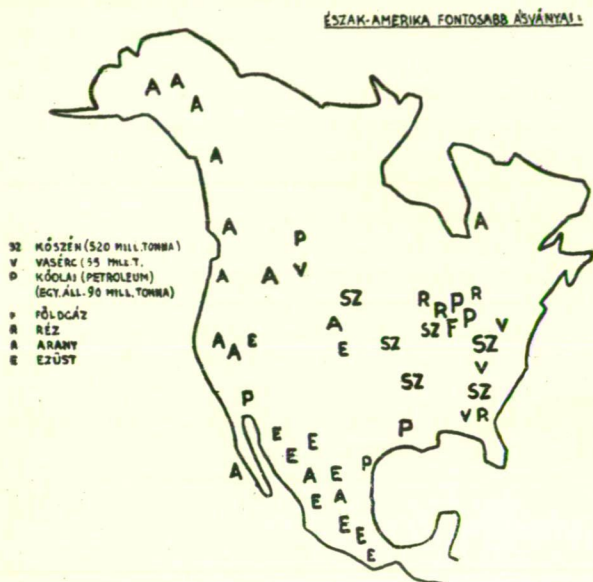 ÉSZAK-AMERIKA FONTOSABB ÁSVÁNYAI:
A A
A
A
A
A
P
A A V
SZ R P R
R P
A SZ F V
A A E E SZ SZ
V
SZ SZ
P V R
P
E E
E P
A A E
E A
E
E
E
SZ KŐSZÉN (520 MILL. TONNA)
V VASÉRC (55 MILL. T.
P KŐOLAJ (PETROLEUM)
(EGY. ÁLL. 90 MILL. TONNA)
F FÖLDGÁZ
R RÉZ
A ARANY
E EZÜST